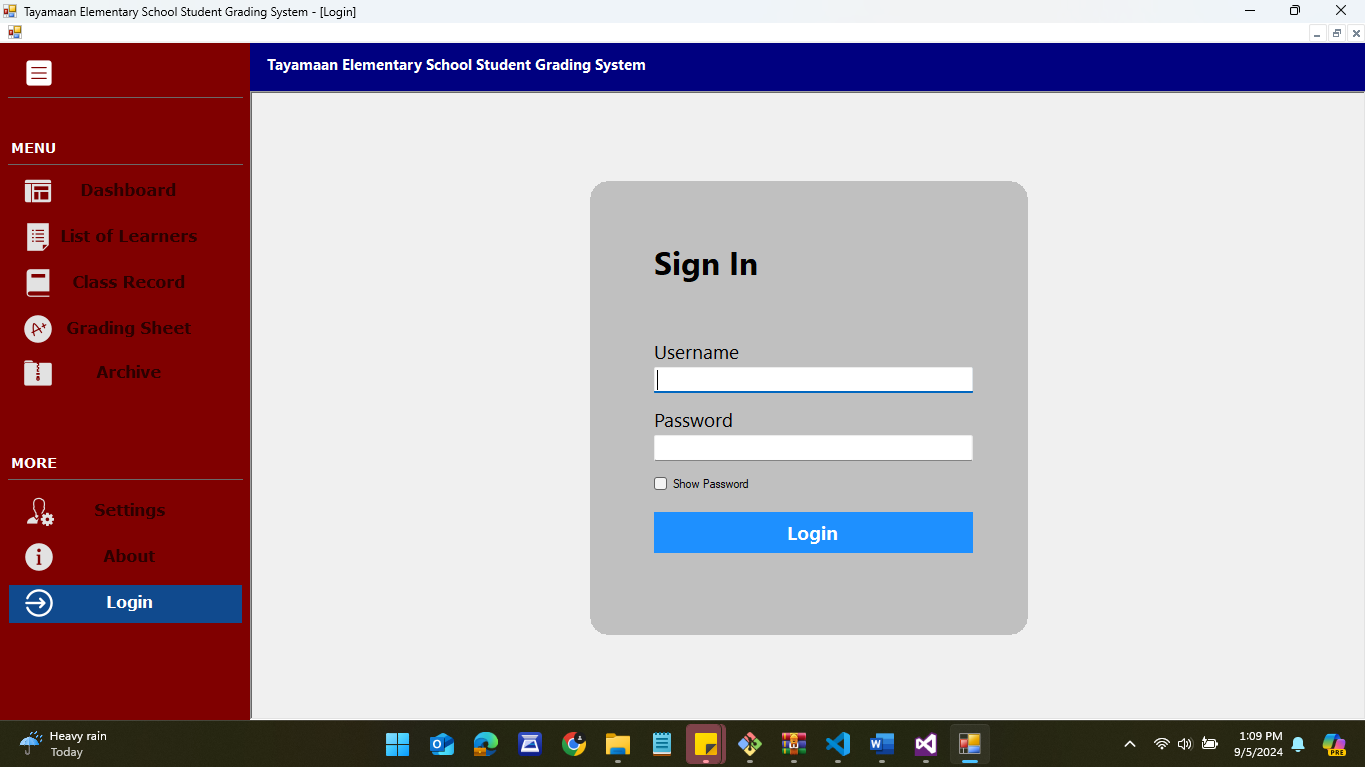 Tayamaan Elementary School Student Grading System - [Login]
Tayamaan Elementary School Student Grading System
MENU
Dashboard
List of Learners
Class Record
Grading Sheet
Archive
MORE
Settings
About
Login
Sign In
Username
Password
Show Password
Login
Heavy rain
Today
1:09 PM
9/5/2024
PRE